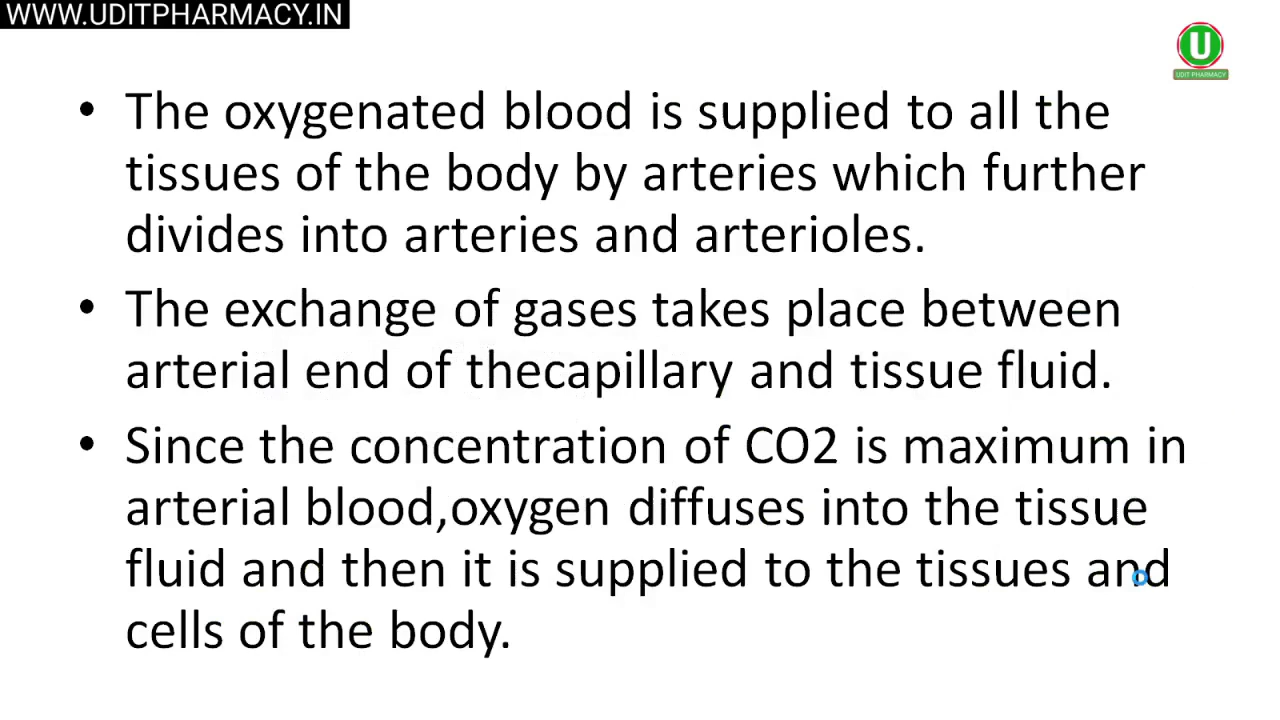 WWW.UDITPHARMACY.IN
U
UDIT PHARMACY
• The oxygenated blood is supplied to all the
tissues of the body by arteries which further
divides into arteries and arterioles.
• The exchange of gases takes place between
arterial end of thecapillary and tissue fluid.
• Since the concentration of CO2 is maximum in
arterial blood,oxygen diffuses into the tissue
fluid and then it is supplied to the tissues and
cells of the body.